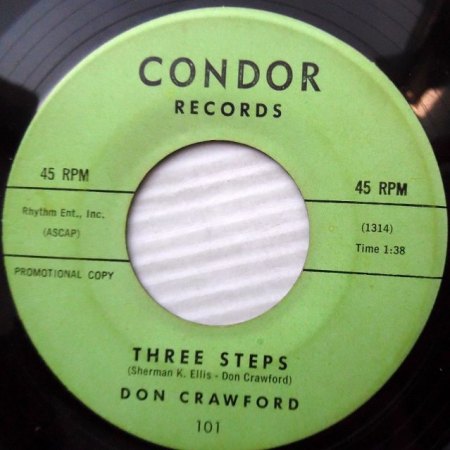 CONDOR
RECORDS
45 RPM
45 RPM
Rhythm Ent., Inc.
(ASCAP)
(1314)
Time 1:38
PROMOTIONAL COPY
THREE STEPS
(Sherman K. Ellis - Don Crawford)
DON CRAWFORD
101